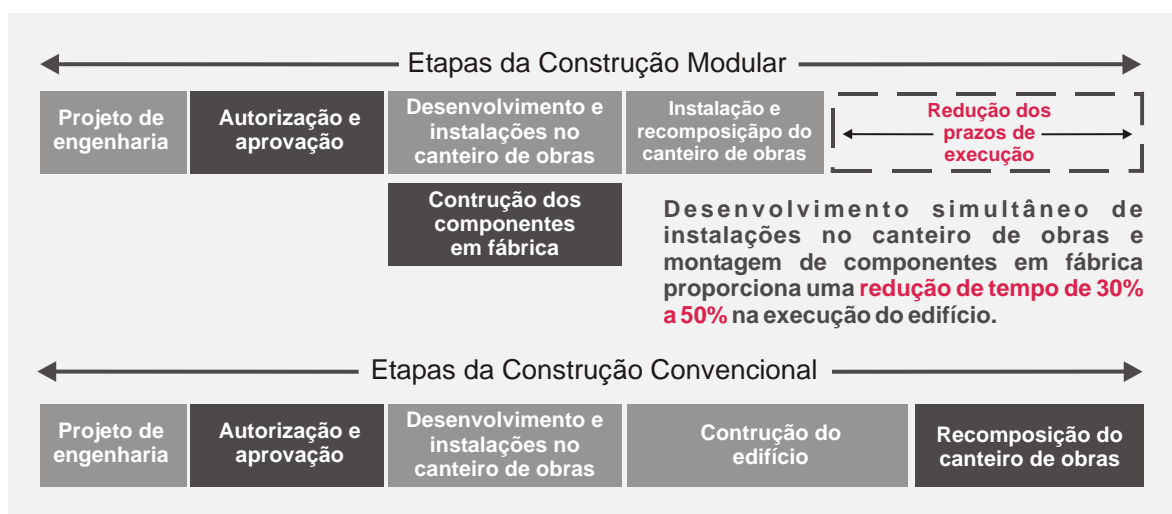 Etapas da Construção Modular
Projeto de
engenharia
Autorização e
aprovação
Desenvolvimento e
instalações no
canteiro de obras
Instalação e
recomposiçãpo do
canteiro de obras
Redução dos
prazos de
execução
Contrução dos
componentes
em fábrica
Desenvolvimento simultâneo de
instalações no canteiro de obras e
montagem de componentes em fábrica
proporciona uma redução de tempo de 30%
a 50% na execução do edifício.
Etapas da Construção Convencional
Projeto de
engenharia
Autorização e
aprovação
Desenvolvimento e
instalações no
canteiro de obras
Contrução do
edifício
Recomposição do
canteiro de obras